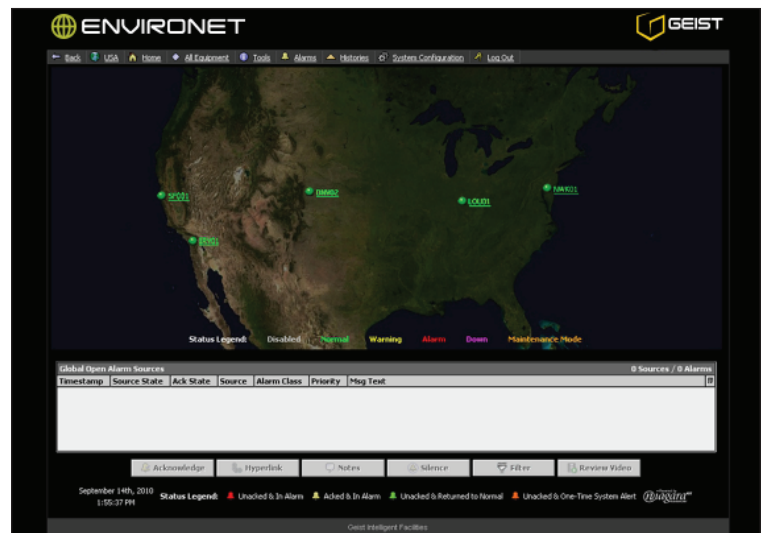 ENVIRONET
GEIST
Back USA Home All Equipment Tools Alarms Histories System Configuration Log Out
NWK01
DNV02
SFO01
LOU01
Status Legend: Disabled Normal Warning Alarm Down Maintenance Mode
Global Open Alarm Sources 0 Sources / 0 Alarms
Timestamp Source State Ack State Source Alarm Class Priority Msg Text
Acknowledge Hyperlink Notes Silence Filter Review Video
September 14th, 2010
1:55:37 PM
Status Legend: Unacked & In Alarm Acked & In Alarm Unacked & Returned to Normal Unacked & One-Time System Alert niagara
Geist Intelligent Facilities